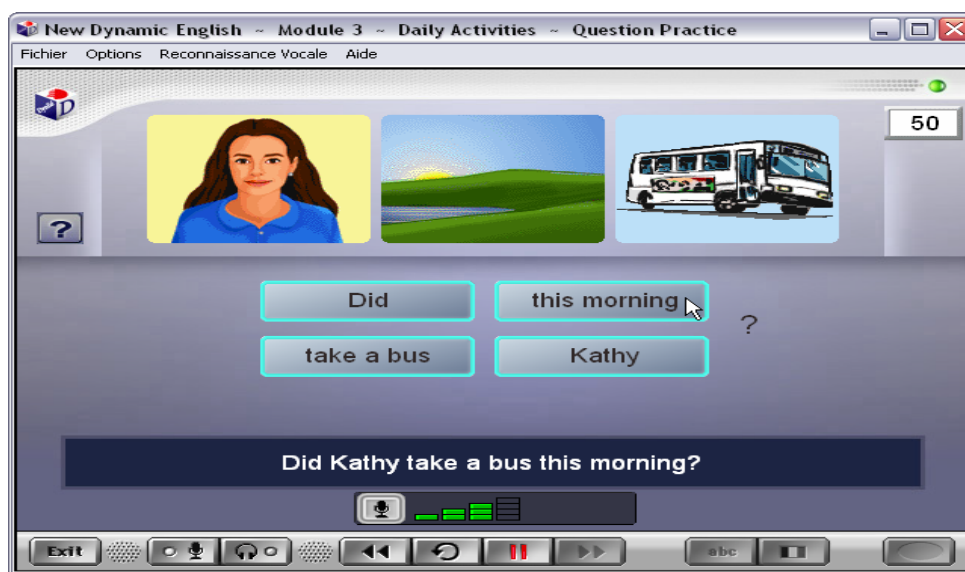 New Dynamic English ~ Module 3 ~ Daily Activities ~ Question Practice
Fichier Options Reconnaissance Vocale Aide
50
?
Did
this morning
?
take a bus
Kathy
Did Kathy take a bus this morning?
Exit
abc